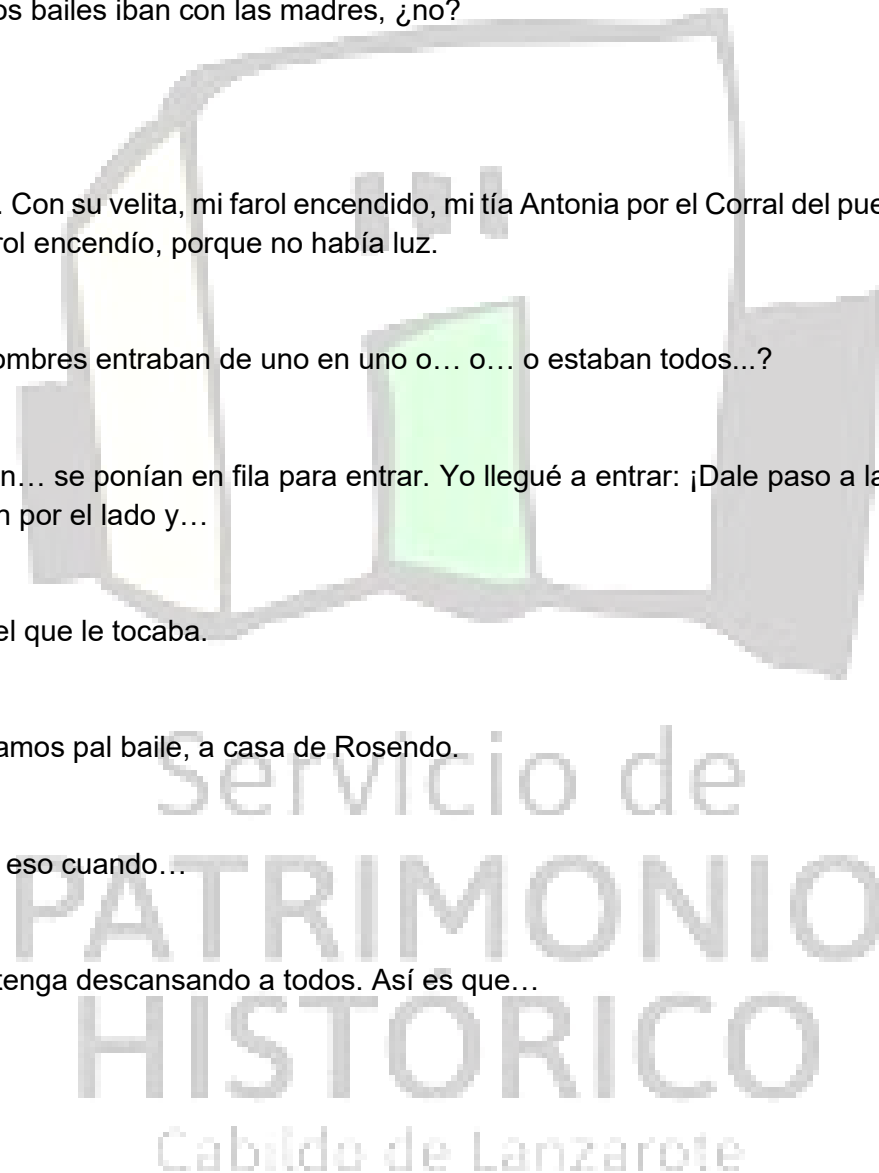 os bailes iban con las madres, ¿no?
. Con su velita, mi farol encendido, mi tía Antonia por el Corral del pue
rol encendío, porque no había luz.
ombres entraban de uno en uno o… o… o estaban todos...?
n… se ponían en fila para entrar. Yo llegué a entrar: ¡Dale paso a la
n por el lado y…
el que le tocaba.
amos pal baile, a casa de Rosendo.
eso cuando…
tenga descansando a todos. Así es que…
Servicio de
PATRIMONIO
HISTÓRICO
Cabildo de Lanzarote